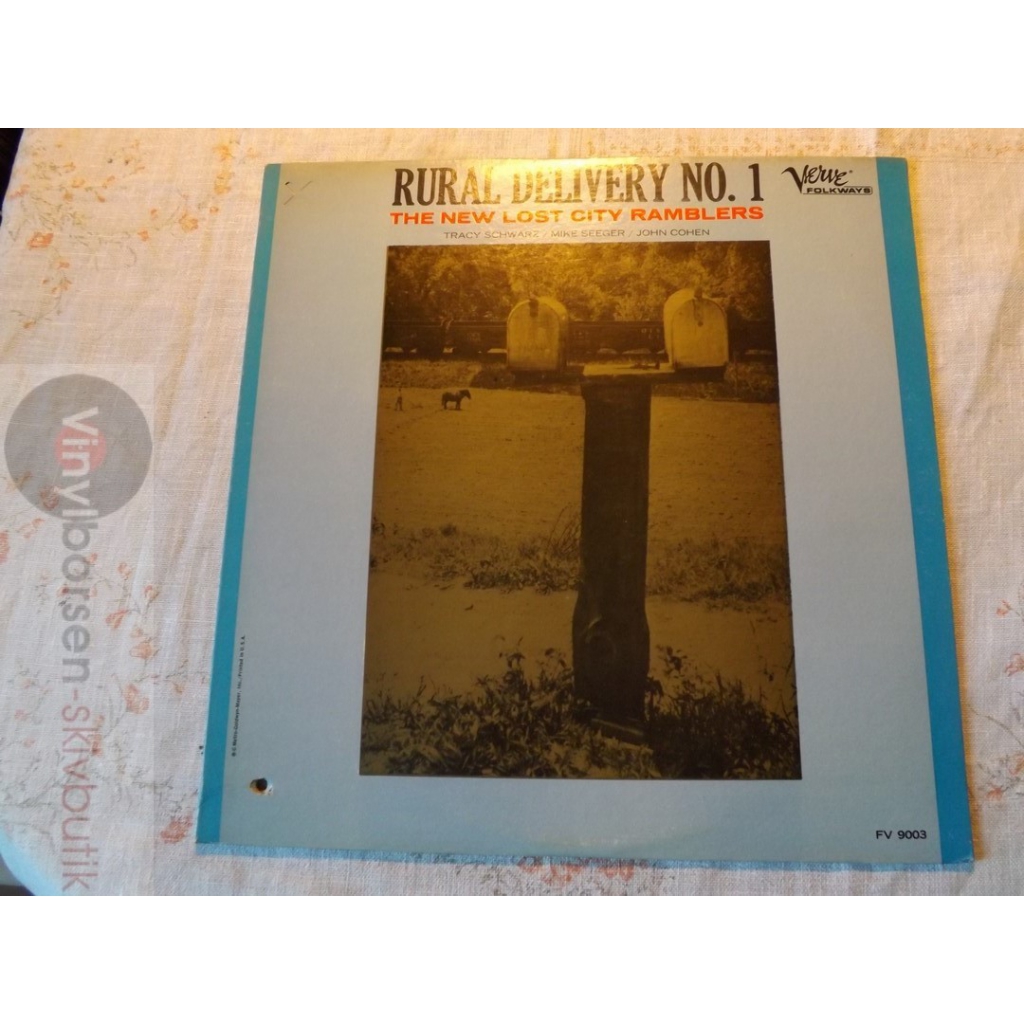 RURAL DELIVERY NO. 1
THE NEW LOST CITY RAMBLERS
TRACY SCHWARZ / MIKE SEEGER / JOHN COHEN
Verve
FOLKWAYS
FV 9003
Vinylborsen-skivbutik